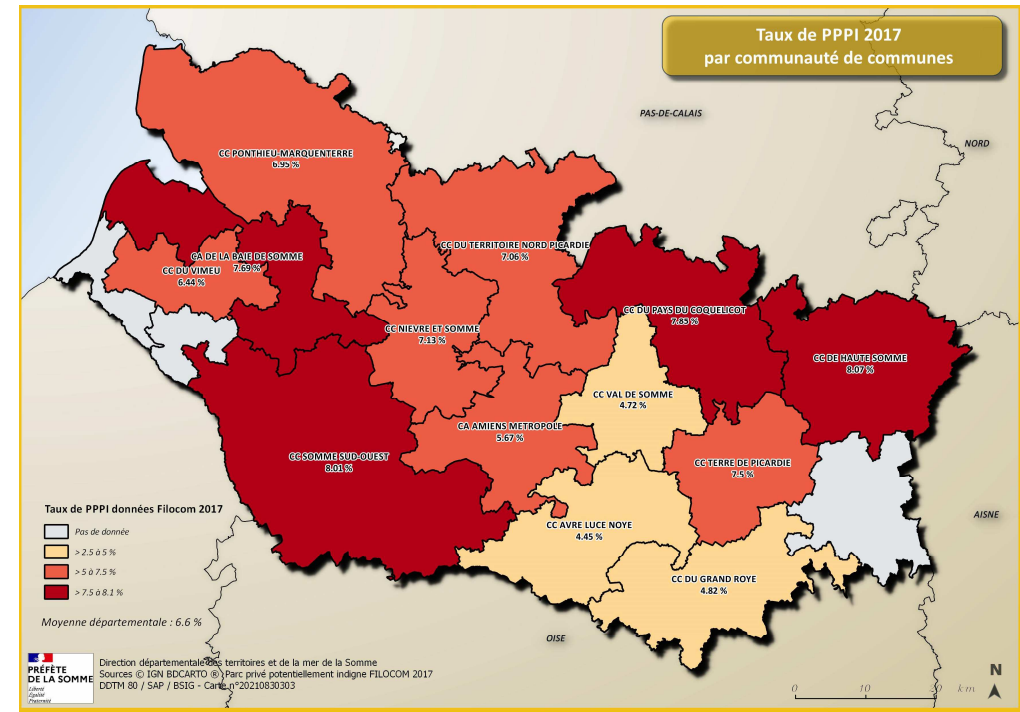 Taux de PPPI 2017
par communauté de communes
PAS-DE-CALAIS
NORD
CC PONTHIEU-MARQUENTERRE
6.95 %
CC DU TERRITOIRE NORD PICARDIE
7.06 %
CA DE LA BAIE DE SOMME
7.69 %
CC DU VIMEU
6.44 %
CC DU PAYS DU COQUELICOT
7.85 %
CC NIEVRE ET SOMME
7.13 %
CC DE HAUTE SOMME
8.07 %
CC VAL DE SOMME
4.72 %
CA AMIENS METROPOLE
5.67 %
CC SOMME SUD-OUEST
8.01 %
CC TERRE DE PICARDIE
7.5 %
AISNE
CC AVRE LUCE NOYE
4.45 %
CC DU GRAND ROYE
4.82 %
OISE
Taux de PPPI données Filocom 2017
Pas de donnée
> 2.5 à 5 %
> 5 à 7.5 %
> 7.5 à 8.1 %
Moyenne départementale : 6.6 %
PRÉFÈTE
DE LA SOMME
Liberté
Égalité
Fraternité
Direction départementale des territoires et de la mer de la Somme
Sources © IGN BDCARTO ® Parc privé potentiellement indigne FILOCOM 2017
DDTM 80 / SAP / BSIG - Carte n°20210830303
N
0 10 20 km